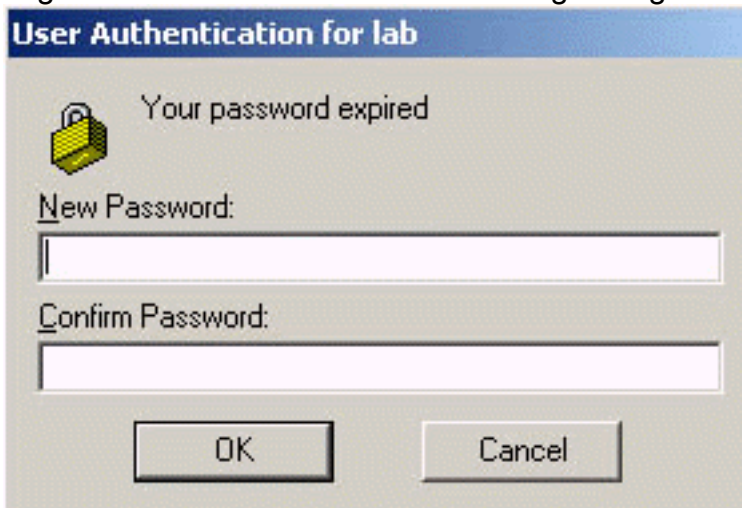 User Authentication for lab
Your password expired
New Password:
Confirm Password:
OK
Cancel